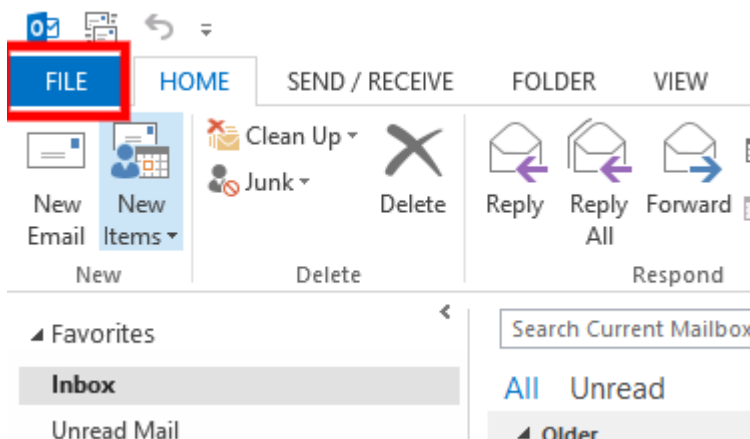 FILE HOME SEND / RECEIVE FOLDER VIEW
Clean Up
Junk
New Email
New Items
Delete
Reply
Reply All
Forward
New
Delete
Respond
Favorites
Search Current Mailbox
Inbox
All Unread
Unread Mail
Older